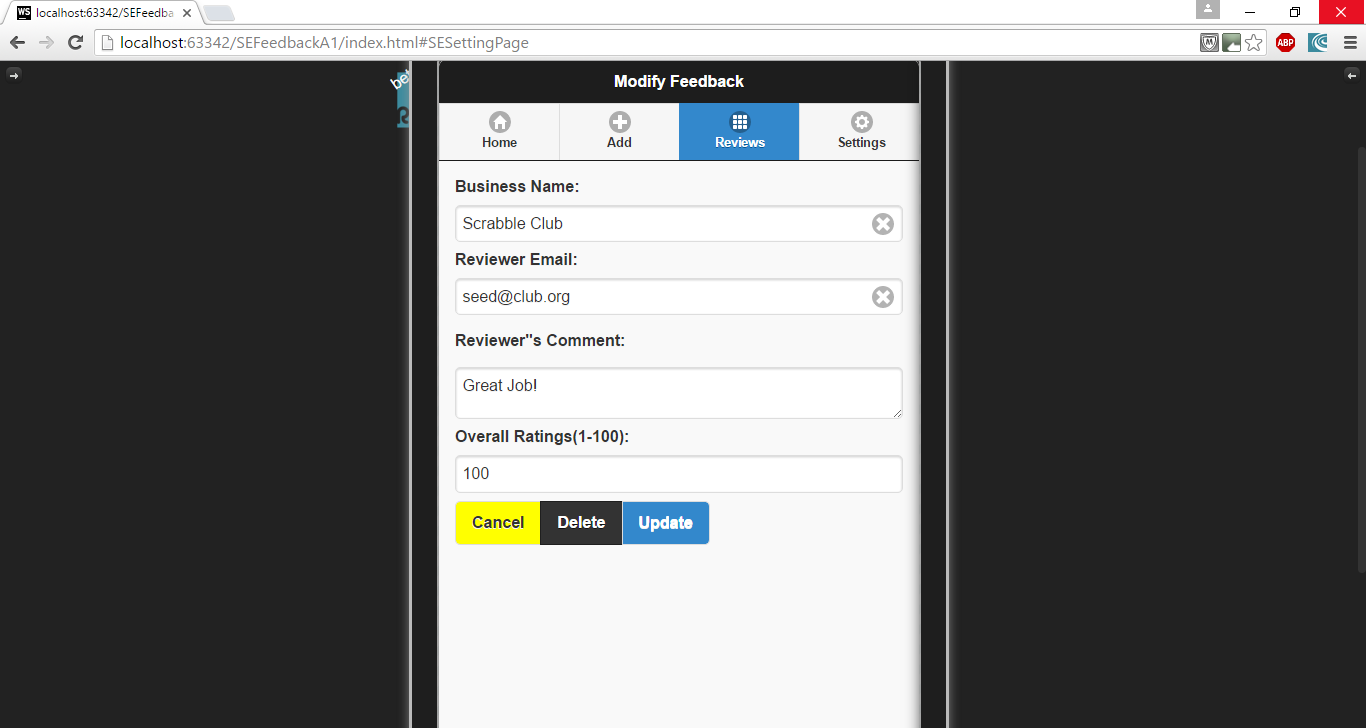 WS localhost:63342/SEFeedba
localhost:63342/SEFeedbackA1/index.html#SESettingPage
ABP
Modify Feedback
Home Add Reviews Settings
Business Name:
Scrabble Club
Reviewer Email:
seed@club.org
Reviewer"s Comment:
Great Job!
Overall Ratings(1-100):
100
Cancel Delete Update